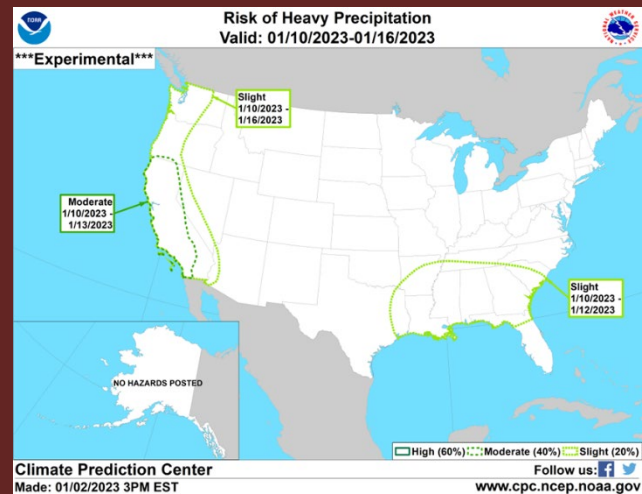 NOAA
Risk of Heavy Precipitation
Valid: 01/10/2023-01/16/2023
***Experimental***
Slight
1/10/2023 -
1/16/2023
Moderate
1/10/2023 -
1/13/2023
Slight
1/10/2023 -
1/12/2023
NO HAZARDS POSTED
High (60%) Moderate (40%) Slight (20%)
Climate Prediction Center
Follow us:
Made: 01/02/2023 3PM EST
www.cpc.ncep.noaa.gov